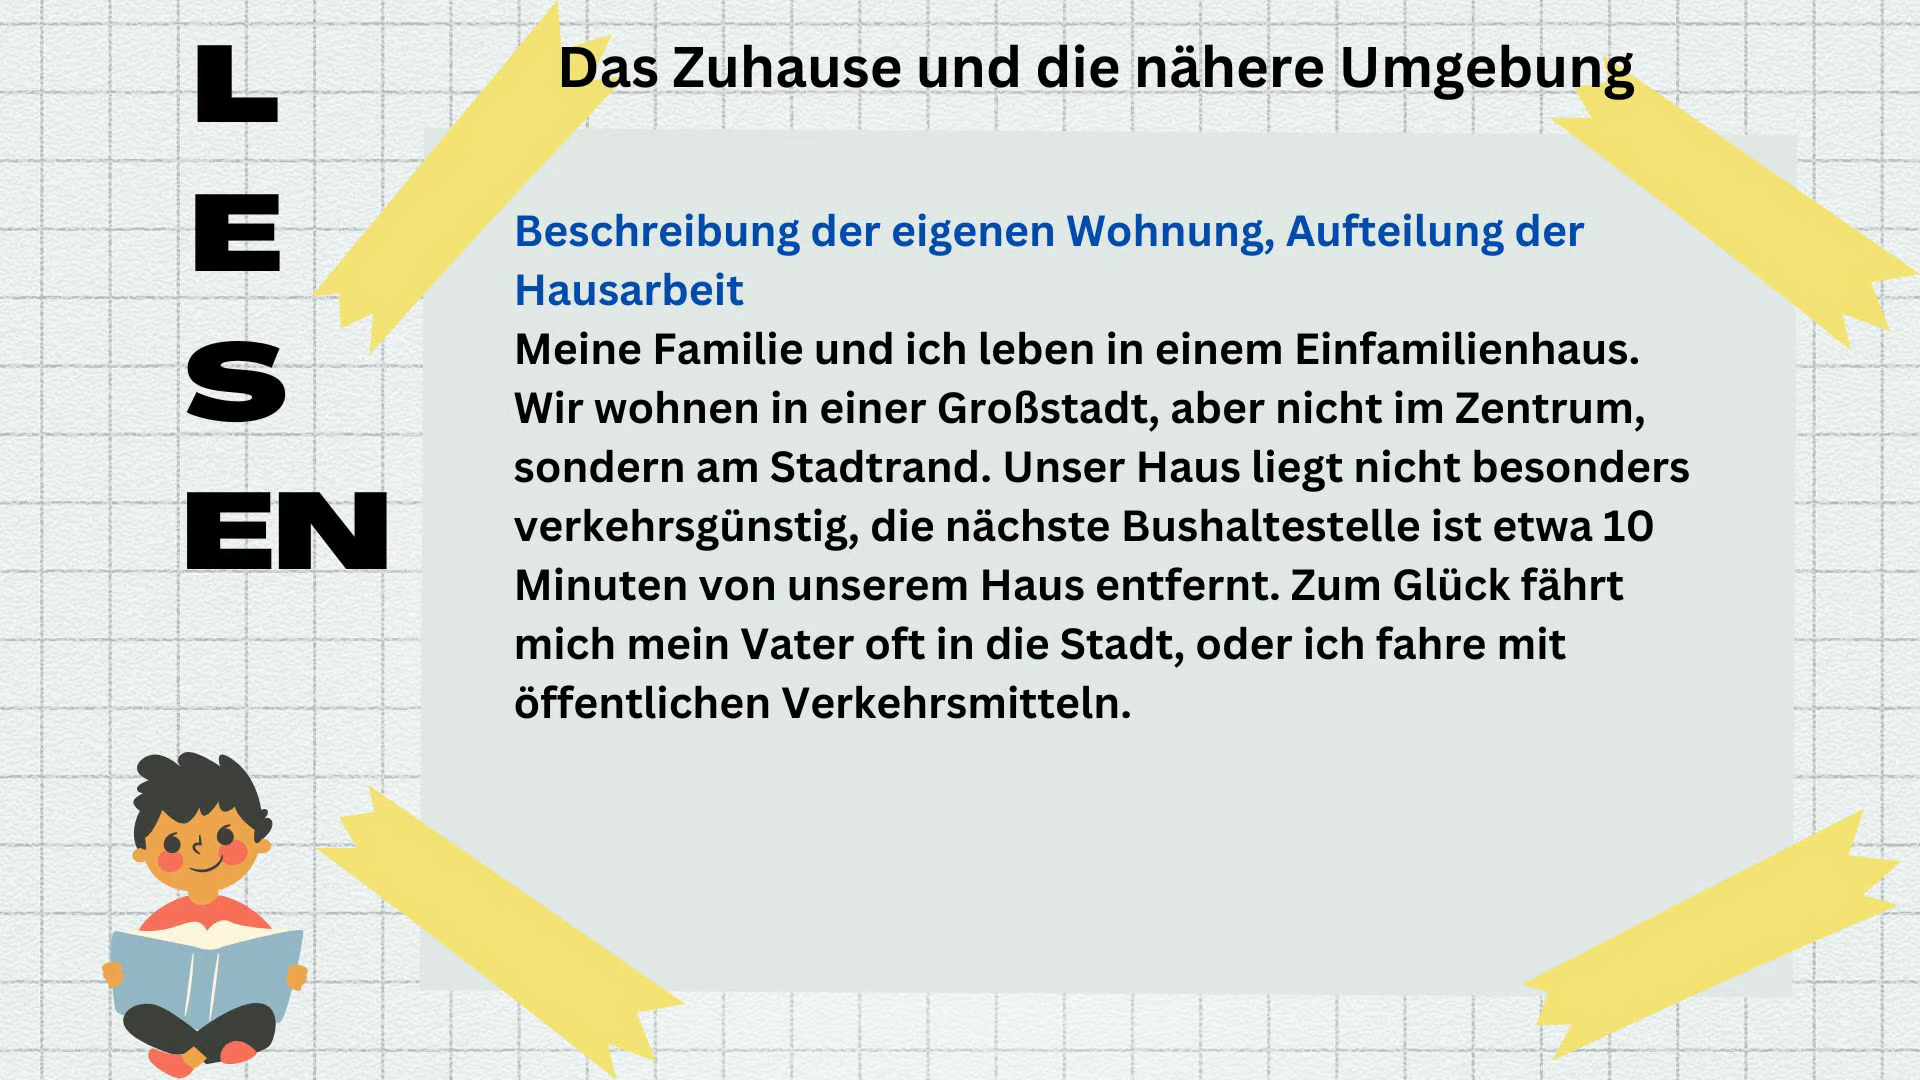 L
E
S
EN
Das Zuhause und die nähere Umgebung
Beschreibung der eigenen Wohnung, Aufteilung der
Hausarbeit
Meine Familie und ich leben in einem Einfamilienhaus.
Wir wohnen in einer Großstadt, aber nicht im Zentrum,
sondern am Stadtrand. Unser Haus liegt nicht besonders
verkehrsgünstig, die nächste Bushaltestelle ist etwa 10
Minuten von unserem Haus entfernt. Zum Glück fährt
mich mein Vater oft in die Stadt, oder ich fahre mit
öffentlichen Verkehrsmitteln.